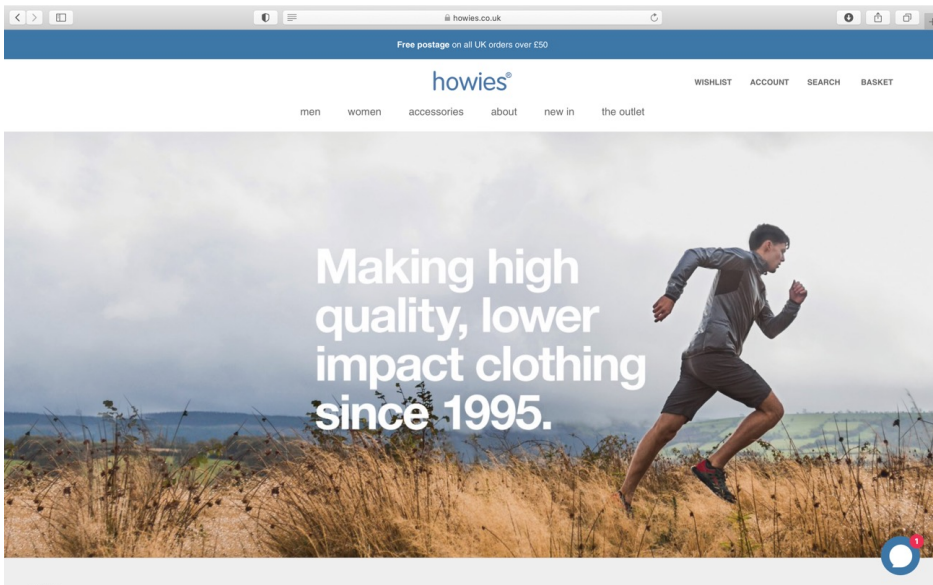 howies.co.uk
Free postage on all UK orders over £50
howies®
WISHLIST ACCOUNT SEARCH BASKET
men women accessories about new in the outlet
Making high
quality, lower
impact clothing
since 1995.
1